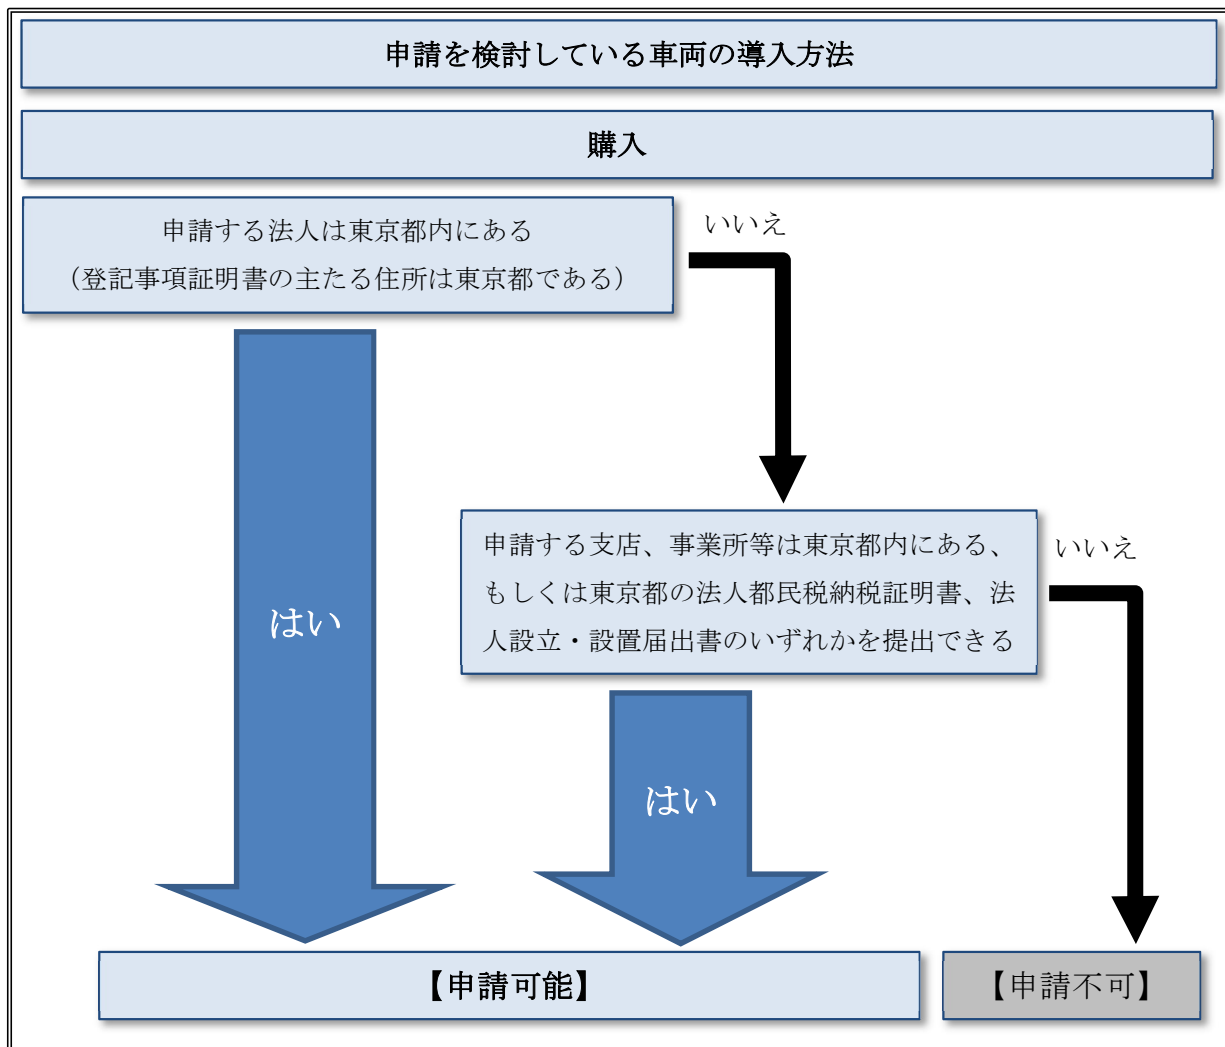 申請を検討している車両の導入方法
購入
申請する法人は東京都内にある
（登記事項証明書の主たる住所は東京都である）
いいえ
申請する支店、事業所等は東京都内にある、
もしくは東京都の法人都民税納税証明書、法
人設立・設置届出書のいずれかを提出できる
いいえ
はい
はい
【申請可能】
【申請不可】